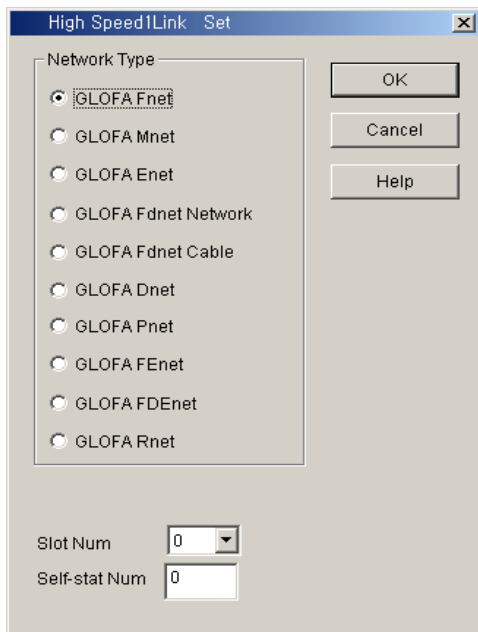 High Speed1Link Set
Network Type
GLOFA Fnet
GLOFA Mnet
GLOFA Enet
GLOFA Fdnet Network
GLOFA Fdnet Cable
GLOFA Dnet
GLOFA Pnet
GLOFA FEnet
GLOFA FDEnet
GLOFA Rnet
OK
Cancel
Help
Slot Num 0
Self-stat Num 0